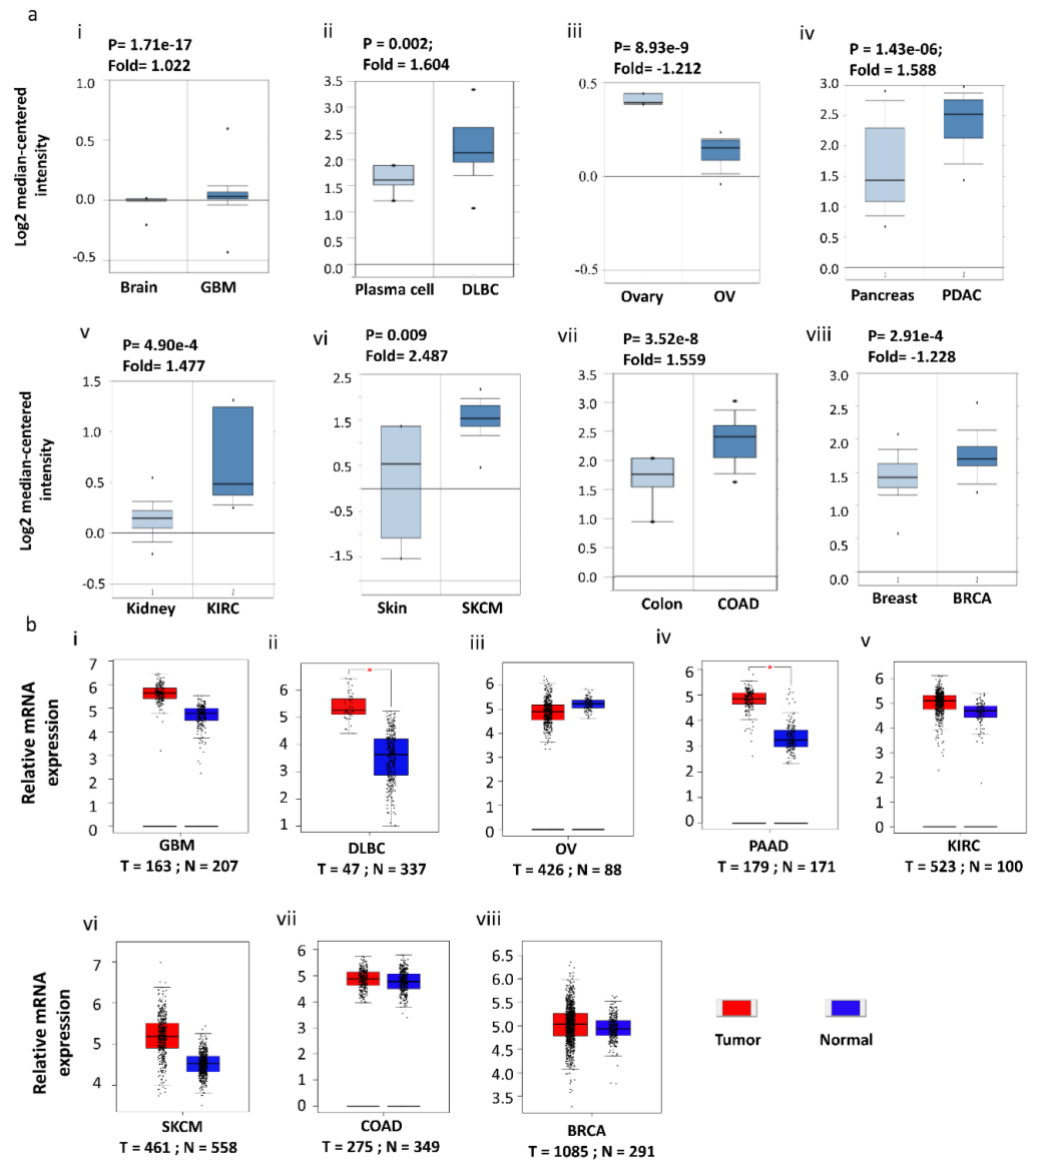 a
i
P= 1.71e-17
Fold= 1.022
Log2 median-centered
intensity
1.0
0.5
0.0
-0.5
Brain GBM
ii
P = 0.002;
Fold = 1.604
3.5
3.0
2.5
2.0
1.5
1.0
0.5
0.0
Plasma cell DLBC
iii
P= 8.93e-9
Fold= -1.212
0.5
0.0
-0.5
Ovary OV
iv
P = 1.43e-06;
Fold = 1.588
3.0
2.5
2.0
1.5
1.0
0.5
0.0
Pancreas PDAC
v
P= 4.90e-4
Fold= 1.477
Log2 median-centered
intensity
1.5
1.0
0.5
0.0
-0.5
Kidney KIRC
vi
P= 0.009
Fold= 2.487
2.5
1.5
0.5
-0.5
-1.5
Skin SKCM
vii
P= 3.52e-8
Fold= 1.559
3.5
3.0
2.5
2.0
1.5
1.0
0.5
0.0
Colon COAD
viii
P= 2.91e-4
Fold= -1.228
3.0
2.5
2.0
1.5
1.0
0.5
0.0
Breast BRCA
b
i
Relative mRNA
expression
7
6
5
4
3
2
1
0
GBM
T = 163 ; N = 207
ii
*
6
5
4
3
2
1
DLBC
T = 47 ; N = 337
iii
6
5
4
3
2
1
0
OV
T = 426 ; N = 88
iv
*
6
5
4
3
2
1
0
PAAD
T = 179 ; N = 171
v
6
5
4
3
2
1
0
KIRC
T = 523 ; N = 100
vi
Relative mRNA
expression
7
6
5
4
SKCM
T = 461 ; N = 558
vii
6
5
4
3
2
1
0
COAD
T = 275 ; N = 349
viii
6.5
6.0
5.5
5.0
4.5
4.0
3.5
BRCA
T = 1085 ; N = 291
Tumor Normal